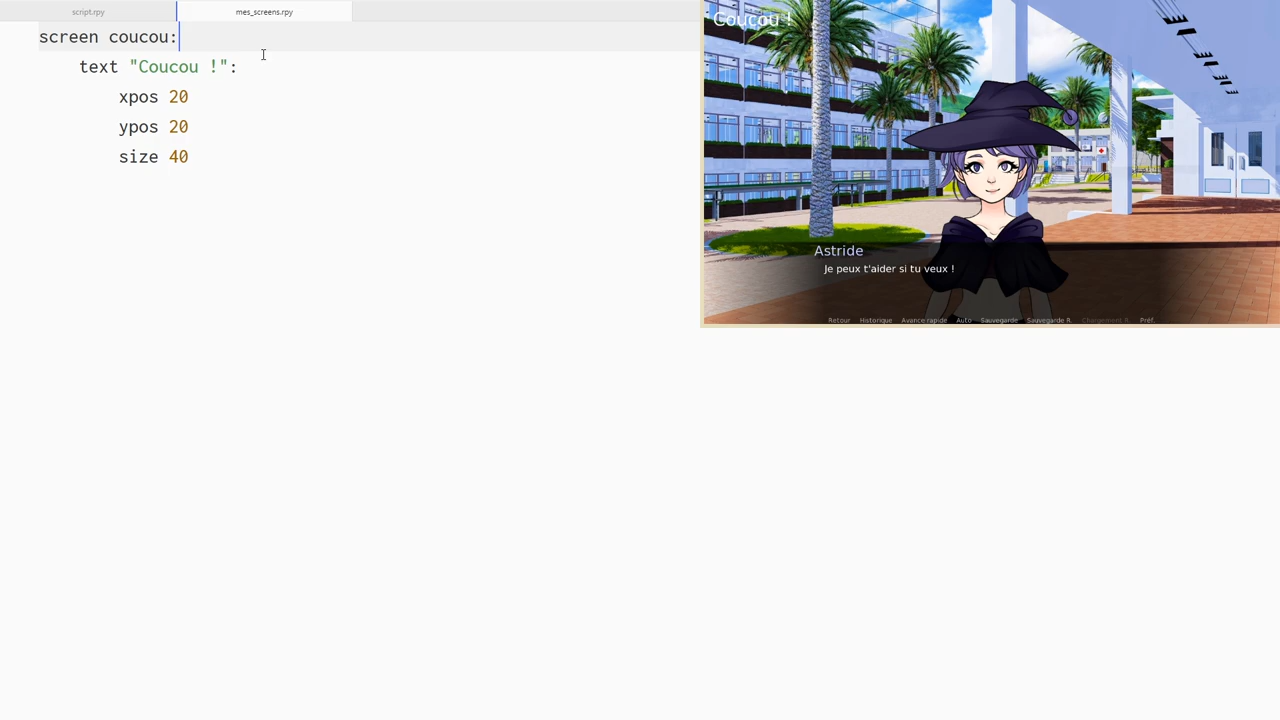 script.rpy
mes_screens.rpy
screen coucou:
text "Coucou !":
xpos 20
ypos 20
size 40
Coucou !
Astride
Je peux t'aider si tu veux !
Retour Historique Avance rapide Auto Sauvegarde Sauvegarde R. Chargement R. Préf.